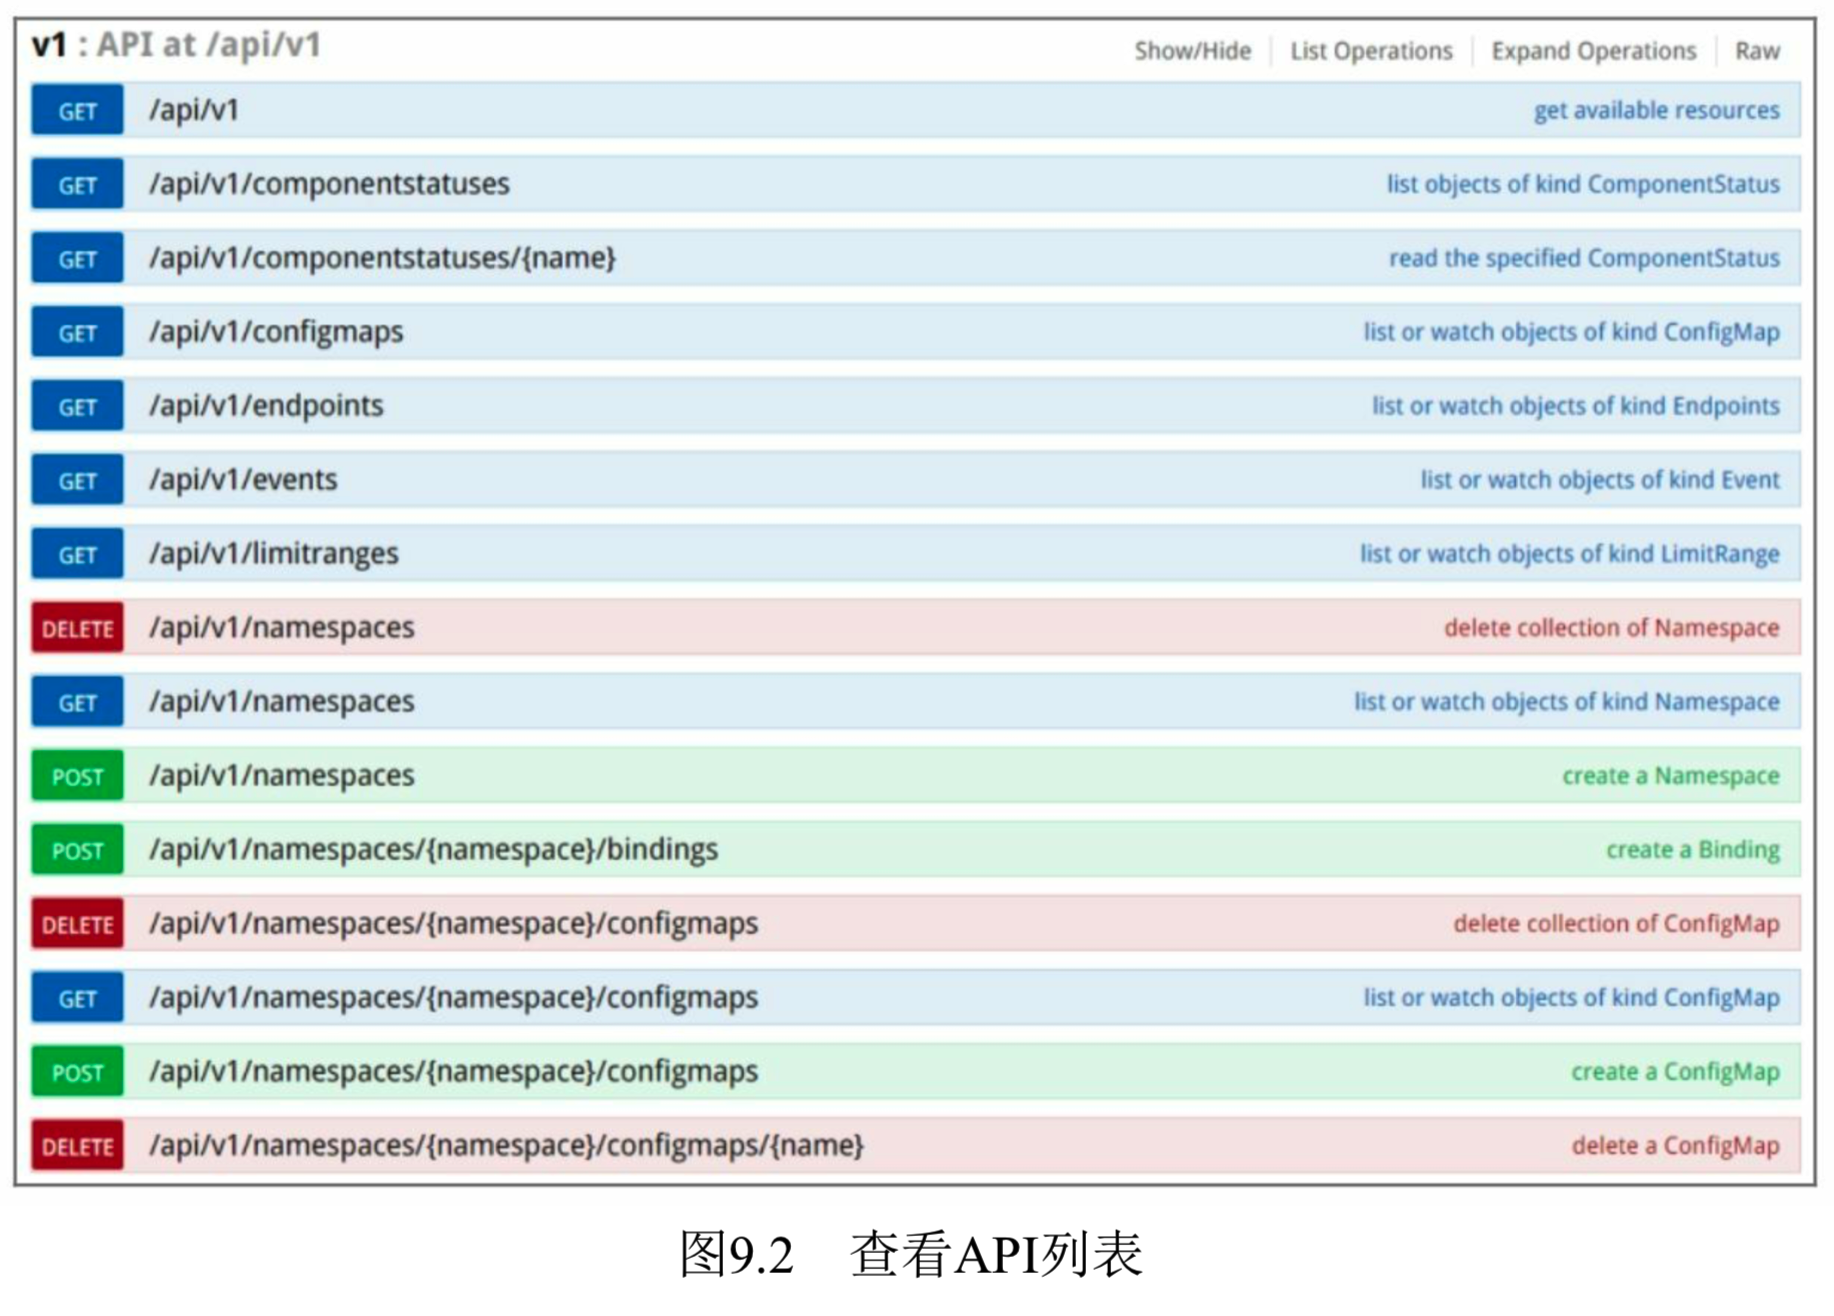 v1 : API at /api/v1 Show/Hide List Operations Expand Operations Raw
GET /api/v1 get available resources
GET /api/v1/componentstatuses list objects of kind ComponentStatus
GET /api/v1/componentstatuses/{name} read the specified ComponentStatus
GET /api/v1/configmaps list or watch objects of kind ConfigMap
GET /api/v1/endpoints list or watch objects of kind Endpoints
GET /api/v1/events list or watch objects of kind Event
GET /api/v1/limitranges list or watch objects of kind LimitRange
DELETE /api/v1/namespaces delete collection of Namespace
GET /api/v1/namespaces list or watch objects of kind Namespace
POST /api/v1/namespaces create a Namespace
POST /api/v1/namespaces/{namespace}/bindings create a Binding
DELETE /api/v1/namespaces/{namespace}/configmaps delete collection of ConfigMap
GET /api/v1/namespaces/{namespace}/configmaps list or watch objects of kind ConfigMap
POST /api/v1/namespaces/{namespace}/configmaps create a ConfigMap
DELETE /api/v1/namespaces/{namespace}/configmaps/{name} delete a ConfigMap
图9.2 查看API列表